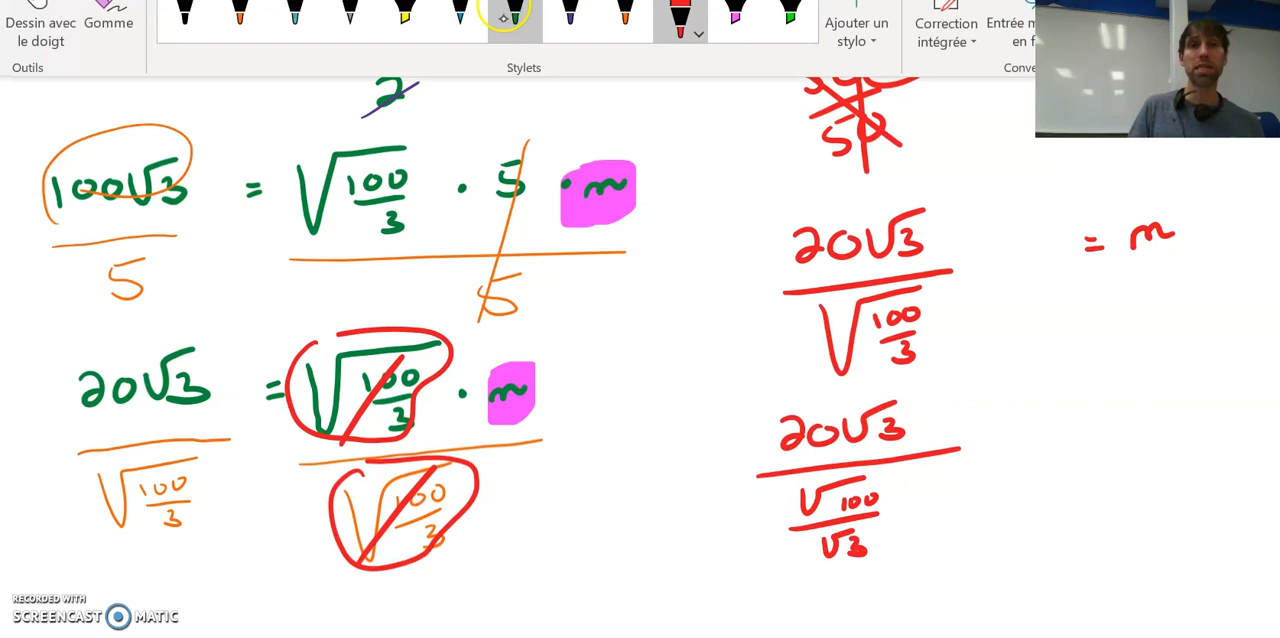 Dessin avec
le doigt
Gomme
Ajouter un
stylo
Correction
intégrée
Entrée m
en f
Outils
Stylets
Conve
2
100√3 = √(100/3) · 5 · m
5
5
20√3 = √(100/3) · m
√(100/3)
√(100/3)
50
20√3 = m
√(100/3)
20√3
√100
√3
RECORDED WITH
SCREENCAST MATIC